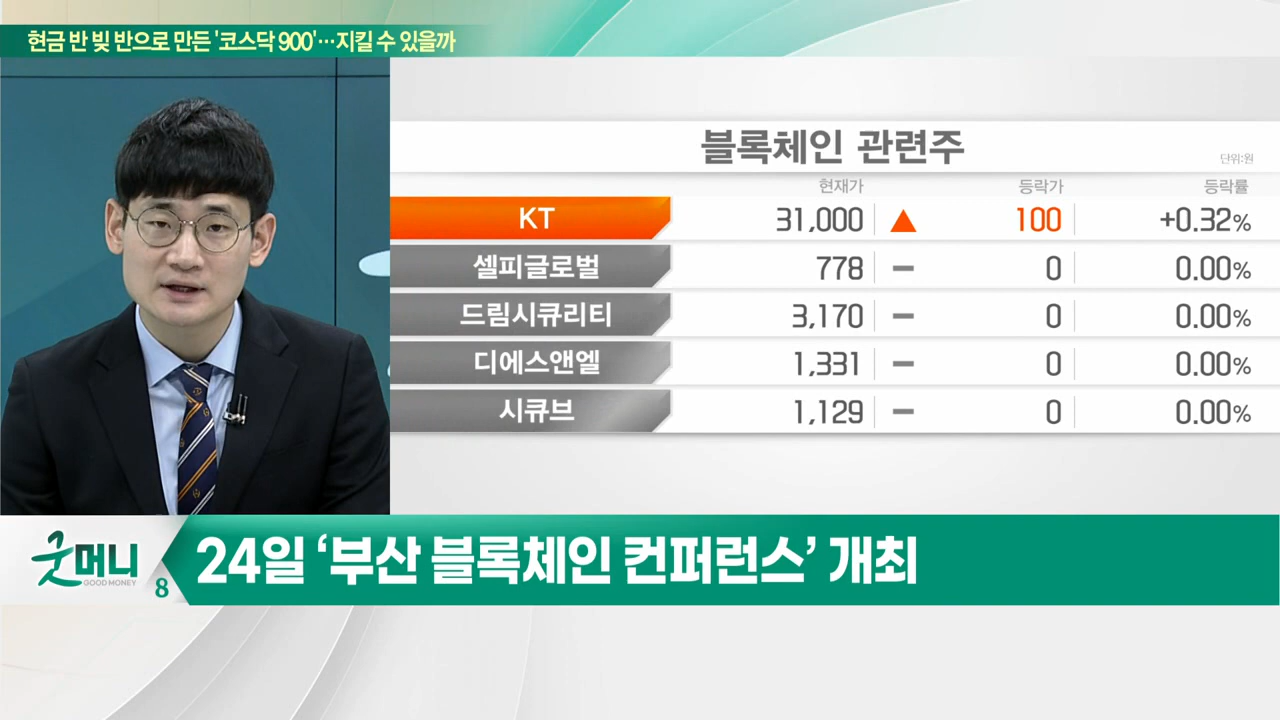 현금 반 빚 반으로 만든 '코스닥 900'…지킬 수 있을까
블록체인 관련주
단위:원
현재가 등락가 등락률
KT 31,000 ▲ 100 +0.32%
셀피글로벌 778 － 0 0.00%
드림시큐리티 3,170 － 0 0.00%
디에스앤엘 1,331 － 0 0.00%
시큐브 1,129 － 0 0.00%
굿머니
GOOD MONEY
8
24일 ‘부산 블록체인 컨퍼런스’ 개최